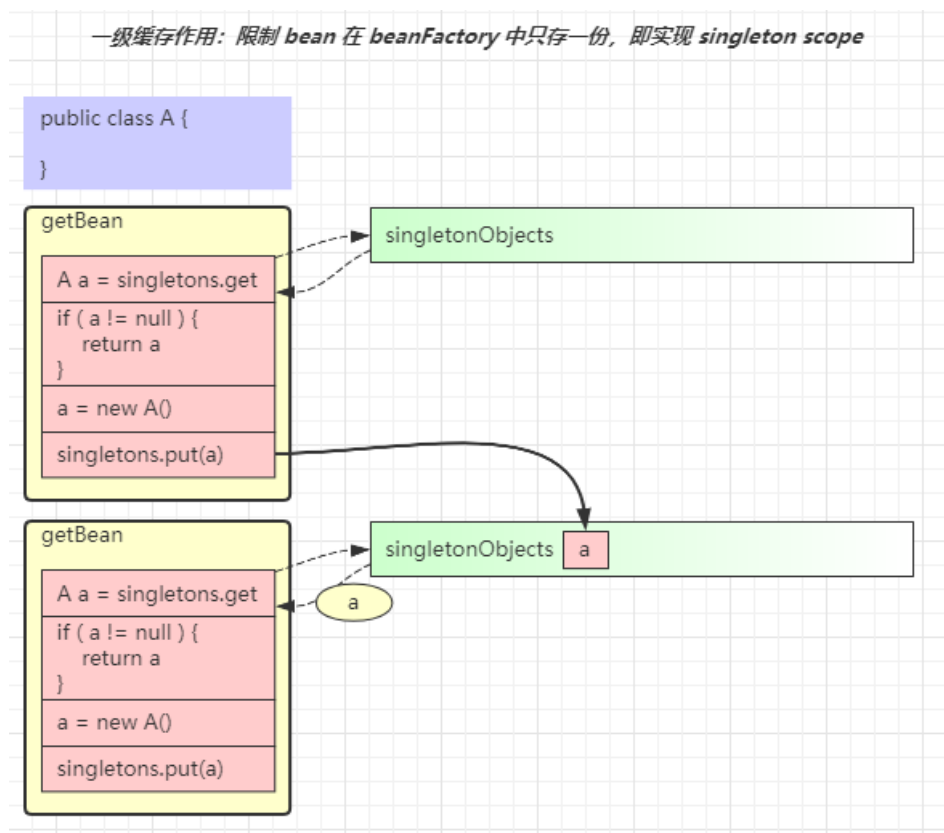 一级缓存作用：限制 bean 在 beanFactory 中只存一份，即实现 singleton scope
public class A {
}
getBean
A a = singletons.get
if ( a != null ) {
return a
}
a = new A()
singletons.put(a)
singletonObjects
getBean
A a = singletons.get
if ( a != null ) {
return a
}
a = new A()
singletons.put(a)
singletonObjects
a
a